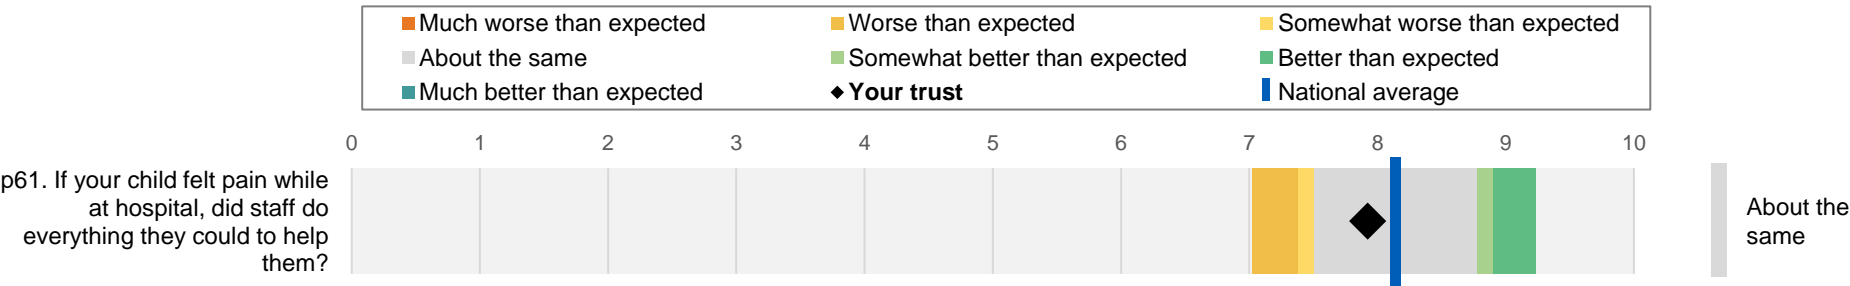 Much worse than expected
Worse than expected
Somewhat worse than expected
About the same
Somewhat better than expected
Better than expected
Much better than expected
Your trust
National average
0 1 2 3 4 5 6 7 8 9 10
p61. If your child felt pain while
at hospital, did staff do
everything they could to help
them?
About the
same